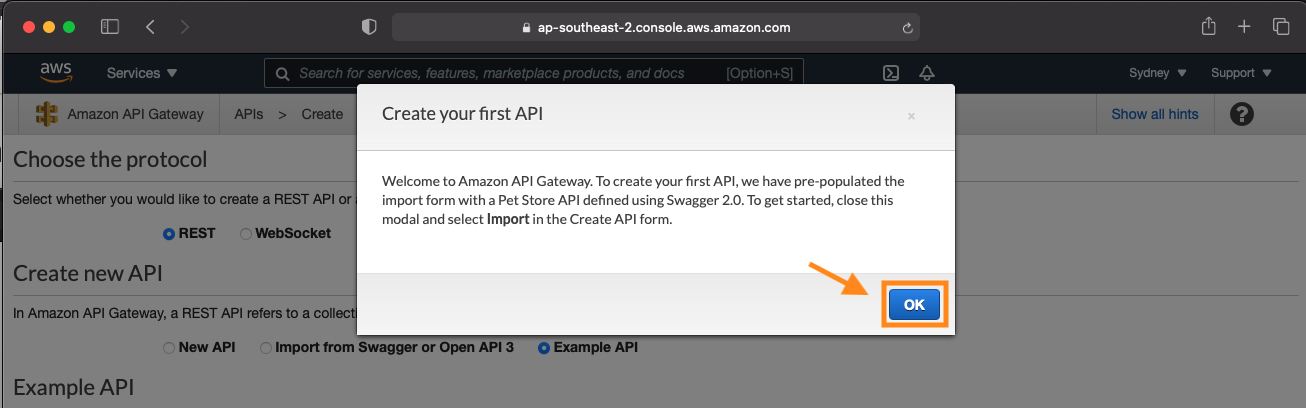 ap-southeast-2.console.aws.amazon.com
aws Services ▼ Search for services, features, marketplace products, and docs [Option+S] Sydney ▼ Support ▼
Amazon API Gateway APIs > Create Show all hints ?
Create your first API ×
Welcome to Amazon API Gateway. To create your first API, we have pre-populated the
import form with a Pet Store API defined using Swagger 2.0. To get started, close this
modal and select Import in the Create API form.
OK
Choose the protocol
Select whether you would like to create a REST API or
REST WebSocket
Create new API
In Amazon API Gateway, a REST API refers to a collect
New API Import from Swagger or Open API 3 Example API
Example API